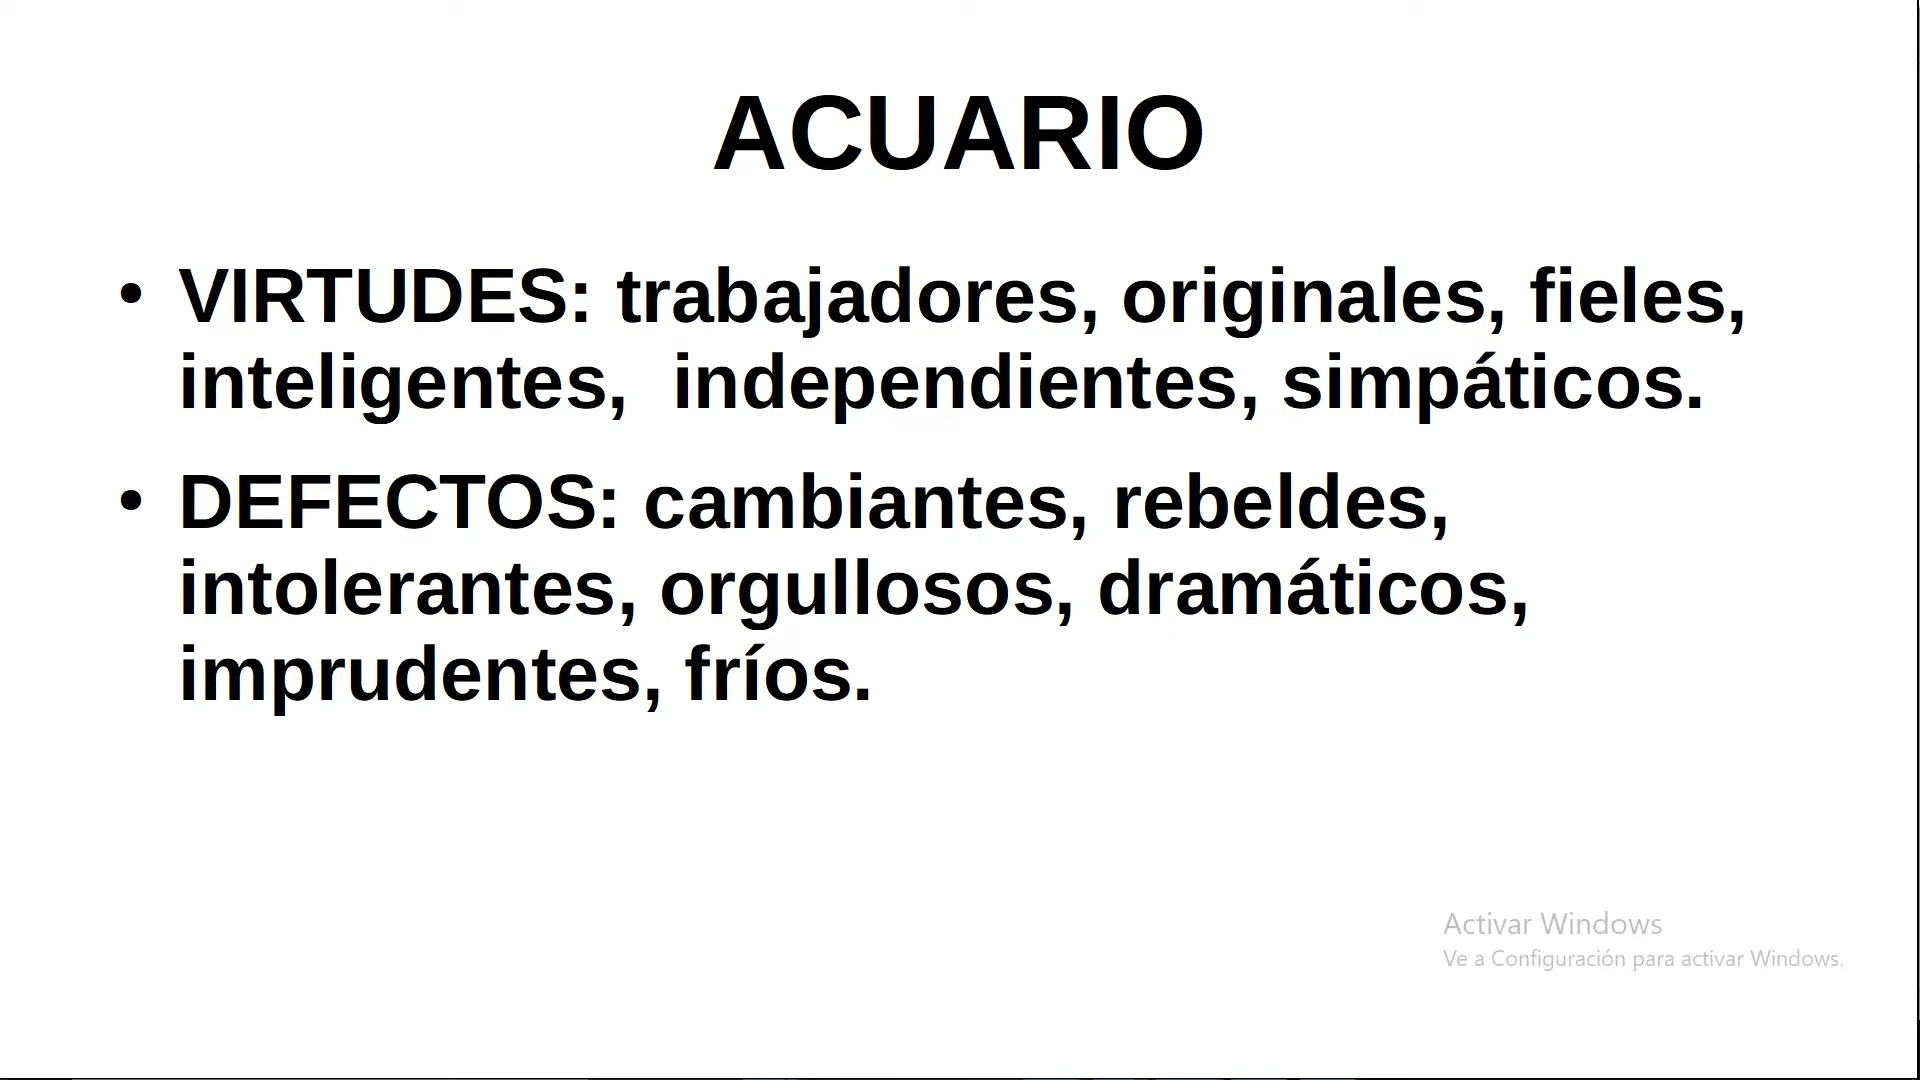 ACUARIO
• VIRTUDES: trabajadores, originales, fieles,
inteligentes,  independientes, simpáticos.
• DEFECTOS: cambiantes, rebeldes,
intolerantes, orgullosos, dramáticos,
imprudentes, fríos.
Activar Windows
Ve a Configuración para activar Windows.